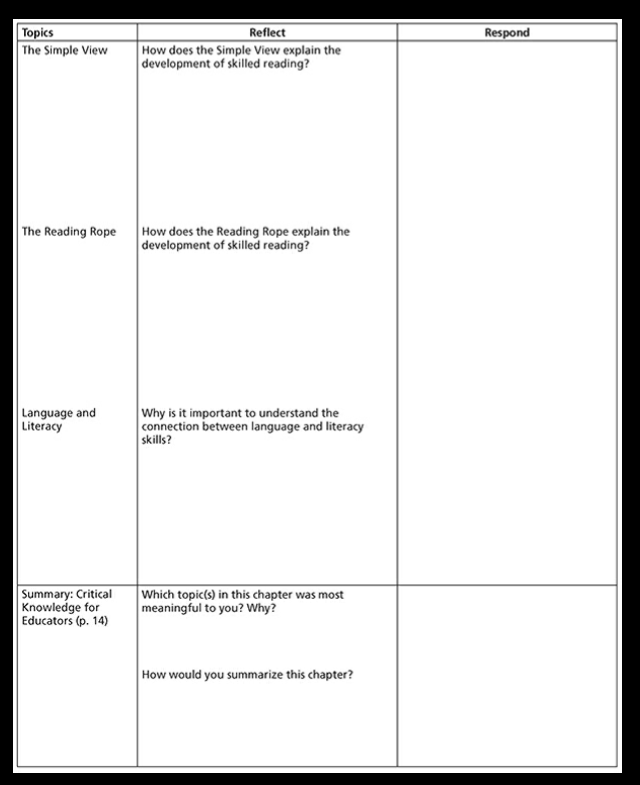 Topics Reflect Respond
The Simple View
How does the Simple View explain the
development of skilled reading?
The Reading Rope
How does the Reading Rope explain the
development of skilled reading?
Language and
Literacy
Why is it important to understand the
connection between language and literacy
skills?
Summary: Critical
Knowledge for
Educators (p. 14)
Which topic(s) in this chapter was most
meaningful to you? Why?
How would you summarize this chapter?